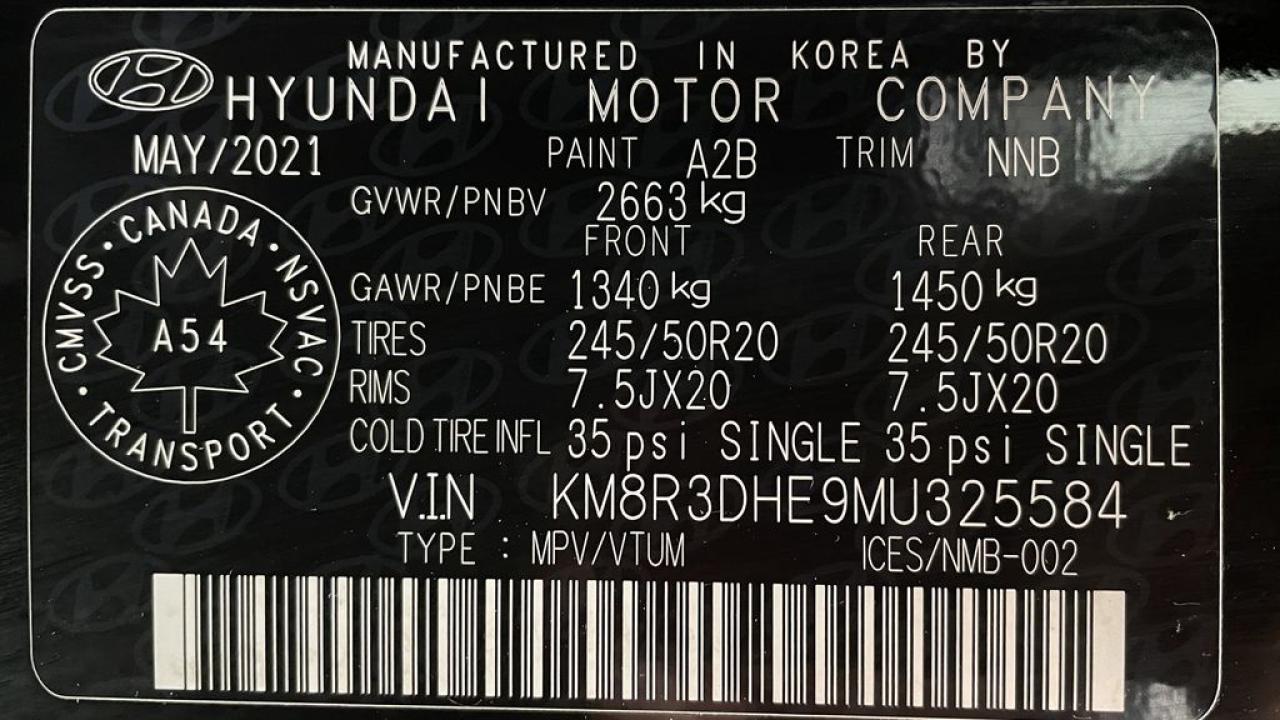 MANUFACTURED IN KOREA BY
HYUNDAI MOTOR COMPANY
MAY/2021 PAINT A2B TRIM NNB
GVWR/PNBV 2663 kg
FRONT REAR
GAWR/PNBE 1340 kg 1450 kg
TIRES 245/50R20 245/50R20
RIMS 7.5JX20 7.5JX20
COLD TIRE INFL 35 psi SINGLE 35 psi SINGLE
V.I.N KM8R3DHE9MU325584
TYPE : MPV/VTUM ICES/NMB-002
CMVSS · CANADA · NSVAC · TRANSPORT ·
A54